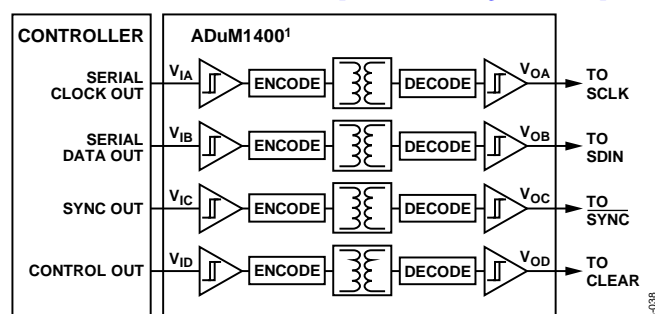 CONTROLLER
ADuM1400¹
SERIAL
CLOCK OUT
V_IA
ENCODE
DECODE
V_OA
TO
SCLK
SERIAL
DATA OUT
V_IB
ENCODE
DECODE
V_OB
TO
SDIN
SYNC OUT
V_IC
ENCODE
DECODE
V_OC
TO
SYNC
CONTROL OUT
V_ID
ENCODE
DECODE
V_OD
TO
CLEAR
-038